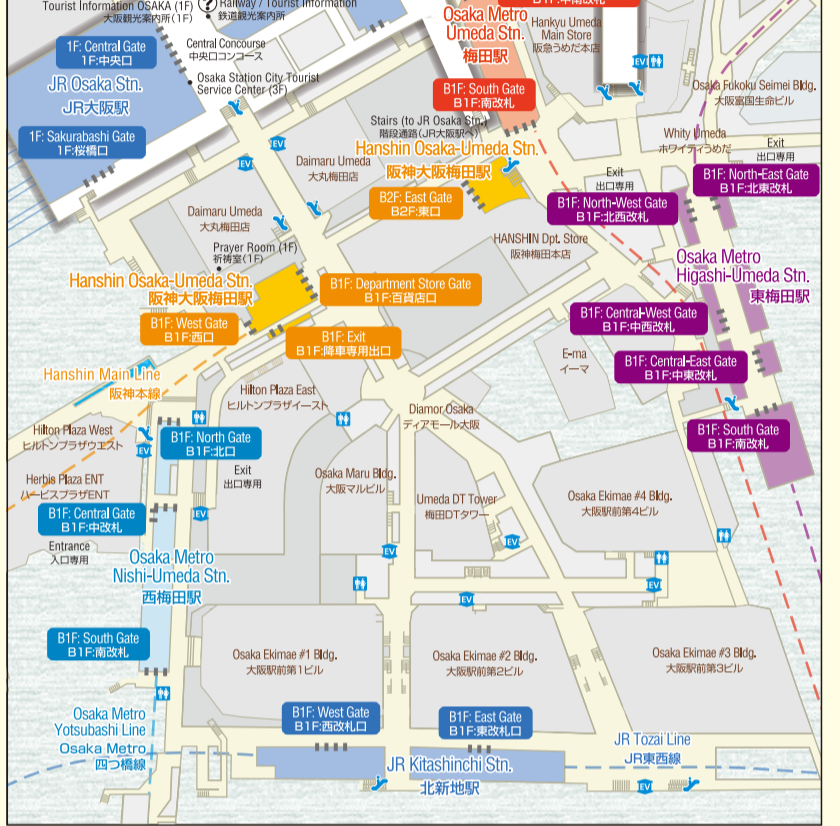 Tourist Information OSAKA (1F)
大阪観光案内所(1F)
? Railway / Tourist Information
鉄道観光案内所
Osaka Metro
Umeda Stn.
梅田駅
Hankyu Umeda
Main Store
阪急うめだ本店
1F: Central Gate
1F:中央口
Central Concourse
中央口コンコース
JR Osaka Stn.
JR大阪駅
Osaka Station City Tourist
Service Center (3F)
EV
Osaka Fukoku Seimei Bldg.
大阪富国生命ビル
B1F: South Gate
B1F:南改札
1F: Sakurabashi Gate
1F:桜橋口
Stairs (to JR Osaka Stn.)
階段通路(JR大阪駅へ)
Whity Umeda
ホワイティうめだ
Exit
出口専用
EV
EV
Daimaru Umeda
大丸梅田店
Hanshin Osaka-Umeda Stn.
阪神大阪梅田駅
Exit
出口専用
B1F: North-East Gate
B1F:北東改札
B2F: East Gate
B2F:東口
B1F: North-West Gate
B1F:北西改札
Daimaru Umeda
大丸梅田店
HANSHIN Dpt. Store
阪神梅田本店
Prayer Room (1F)
祈祷室(1F)
Osaka Metro
Higashi-Umeda Stn.
東梅田駅
Hanshin Osaka-Umeda Stn.
阪神大阪梅田駅
B1F: Department Store Gate
B1F:百貨店口
B1F: West Gate
B1F:西口
B1F: Exit
B1F:降車専用出口
B1F: Central-West Gate
B1F:中西改札
E-ma
イーマ
B1F: Central-East Gate
B1F:中東改札
Hanshin Main Line
阪神本線
Hilton Plaza East
ヒルトンプラザイースト
Diamor Osaka
ディアモール大阪
Hilton Plaza West
ヒルトンプラザウエスト
B1F: North Gate
B1F:北口
B1F: South Gate
B1F:南改札
EV
Exit
出口専用
Herbis Plaza ENT
ハービスプラザENT
Osaka Maru Bldg.
大阪マルビル
Umeda DT Tower
梅田DTタワー
Osaka Ekimae #4 Bldg.
大阪駅前第4ビル
B1F: Central Gate
B1F:中改札
EV
Entrance
入口専用
EV
EV
EV
Osaka Metro
Nishi-Umeda Stn.
西梅田駅
EV
EV
B1F: South Gate
B1F:南改札
Osaka Ekimae #1 Bldg.
大阪駅前第1ビル
Osaka Ekimae #2 Bldg.
大阪駅前第2ビル
Osaka Ekimae #3 Bldg.
大阪駅前第3ビル
Osaka Metro
Yotsubashi Line
Osaka Metro
四つ橋線
B1F: West Gate
B1F:西改札口
B1F: East Gate
B1F:東改札口
JR Tozai Line
JR東西線
JR Kitashinchi Stn.
北新地駅
EV